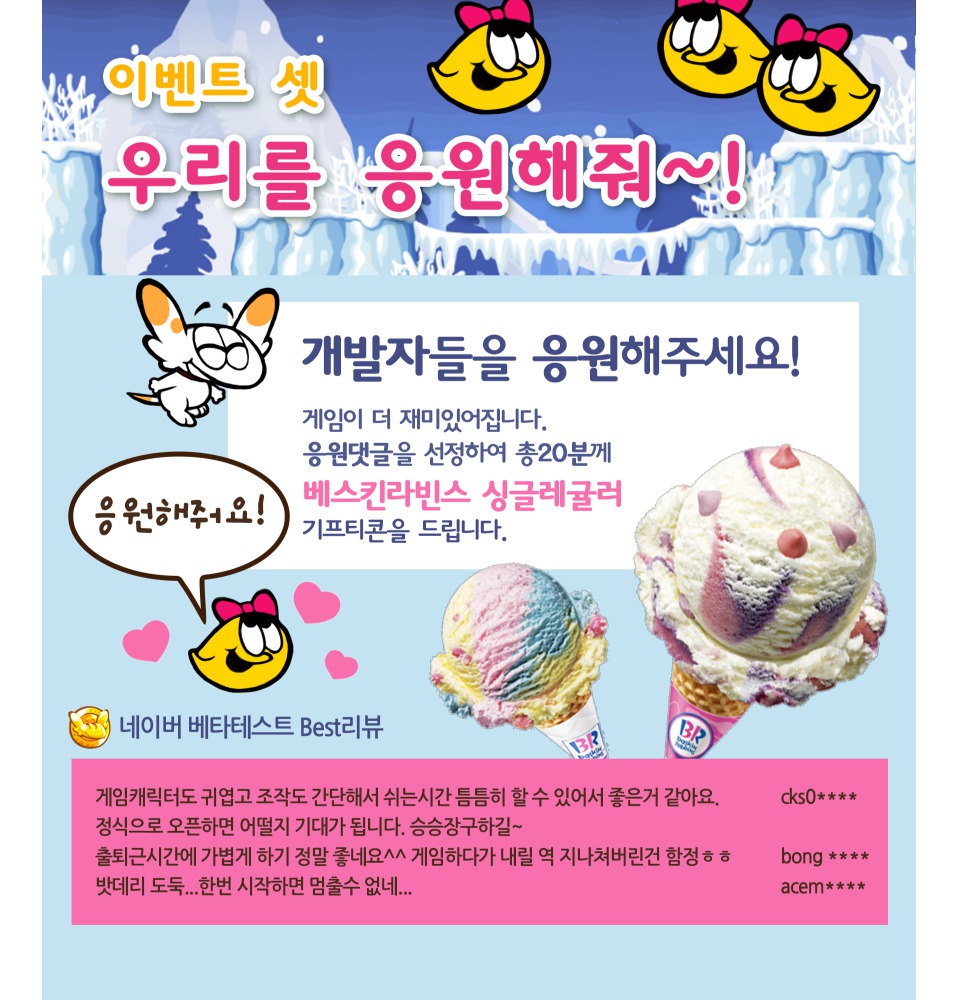 이벤트 셋
우리를 응원해줘~!
개발자들을 응원해주세요!
게임이 더 재미있어집니다.
응원댓글을 선정하여 총20분께
베스킨라빈스 싱글레귤러
기프티콘을 드립니다.
응원해주ㅓ요!
네이버 베타테스트 Best리뷰
게임캐릭터도 귀엽고 조작도 간단해서 쉬는시간 틈틈히 할 수 있어서 좋은거 같아요. cks0****
정식으로 오픈하면 어떨지 기대가 됩니다. 승승장구하길~
출퇴근시간에 가볍게 하기 정말 좋네요^^ 게임하다가 내릴 역 지나쳐버린건 함정ㅎㅎ bong ****
밧데리 도둑...한번 시작하면 멈출수 없네... acem****
BR
baskin robbins
BR
baskin robbins